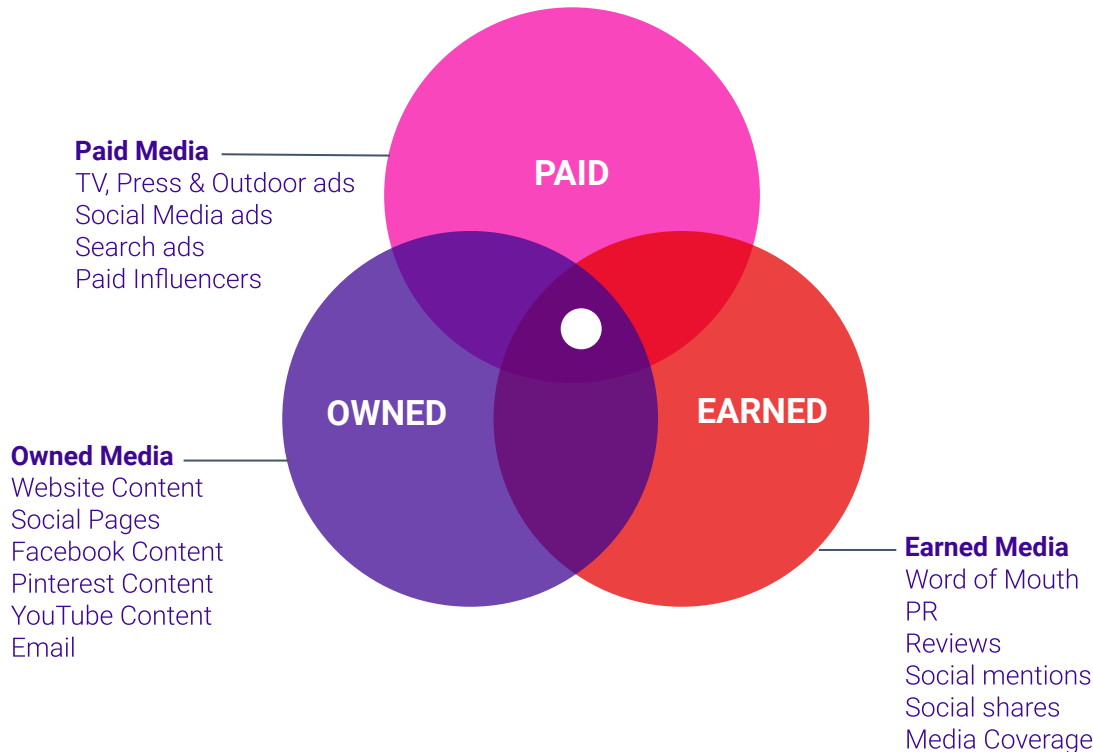 PAID
Paid Media
TV, Press & Outdoor ads
Social Media ads
Search ads
Paid Influencers
OWNED
EARNED
Owned Media
Website Content
Social Pages
Facebook Content
Pinterest Content
YouTube Content
Email
Earned Media
Word of Mouth
PR
Reviews
Social mentions
Social shares
Media Coverage